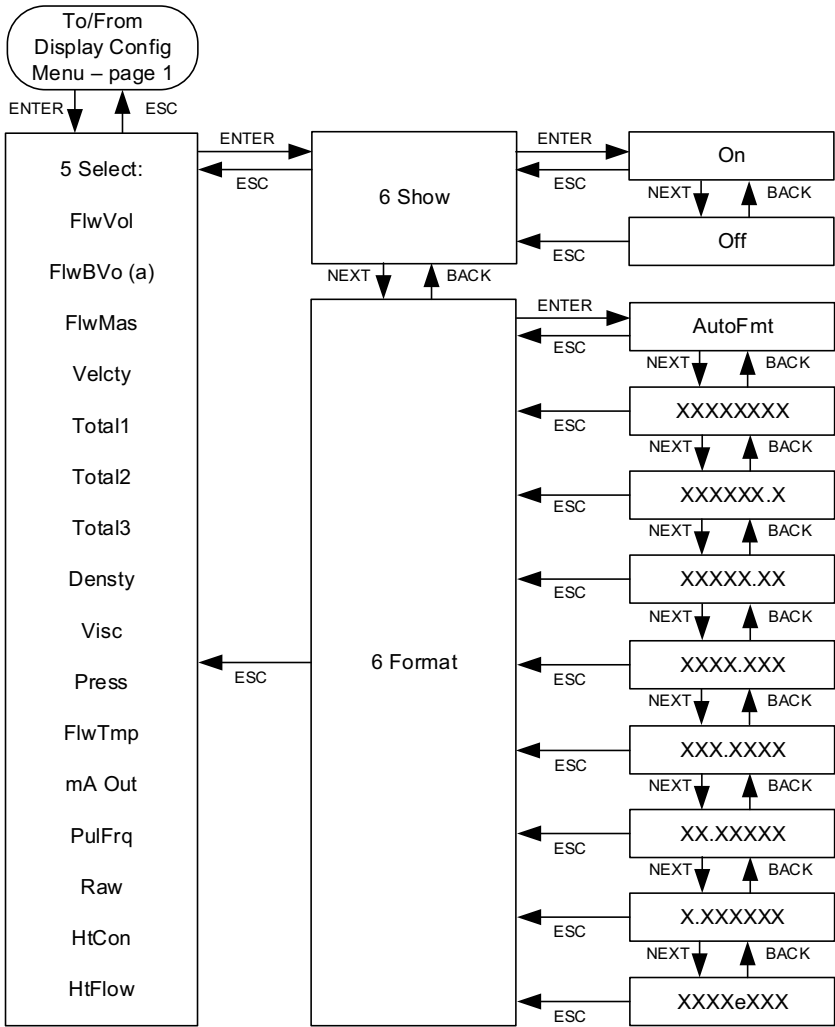 To/From
Display Config
Menu – page 1
ENTER
ESC
5 Select:
FlwVol
FlwBVo (a)
FlwMas
Velcty
Total1
Total2
Total3
Densty
Visc
Press
FlwTmp
mA Out
PulFrq
Raw
HtCon
HtFlow
ENTER
ESC
6 Show
ENTER
ESC
On
NEXT
BACK
Off
ESC
NEXT
BACK
6 Format
ESC
ENTER
ESC
AutoFmt
NEXT
BACK
XXXXXXXX
ESC
NEXT
BACK
XXXXXX.X
ESC
NEXT
BACK
XXXXX.XX
ESC
NEXT
BACK
XXXX.XXX
ESC
NEXT
BACK
XXX.XXXX
ESC
NEXT
BACK
XX.XXXXX
ESC
NEXT
BACK
X.XXXXXX
ESC
NEXT
BACK
XXXXeXXX
ESC